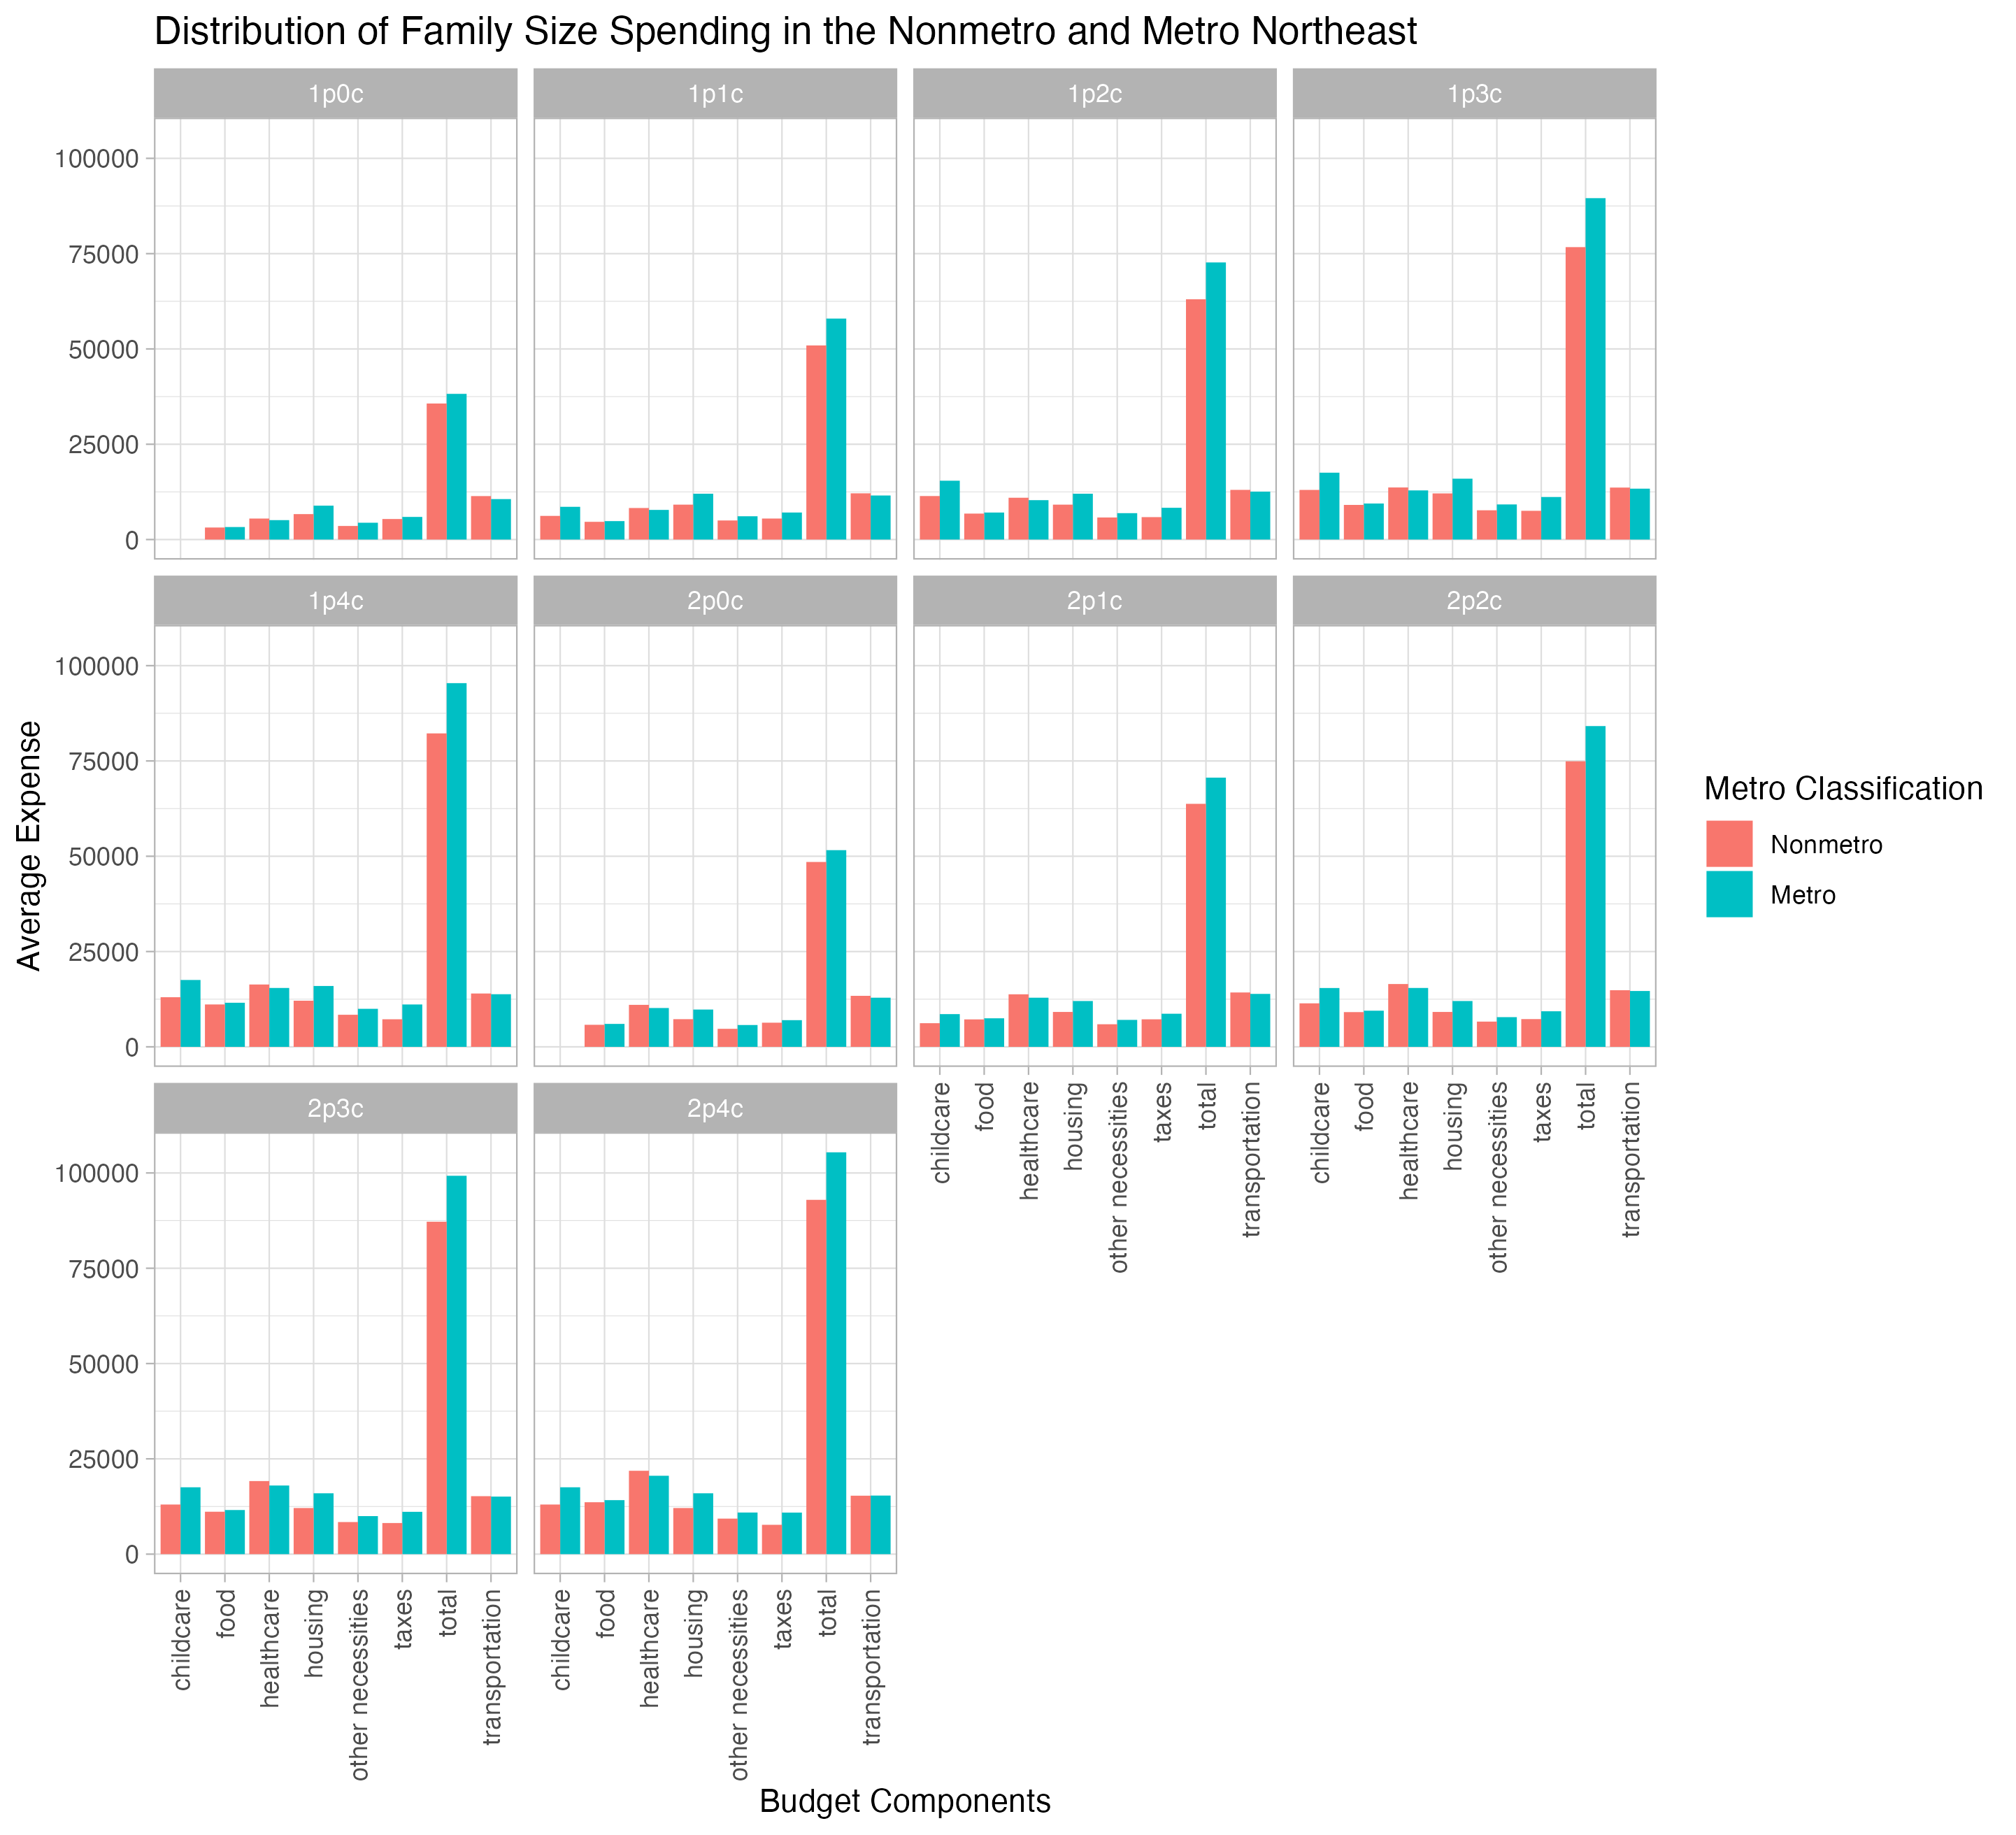 Distribution of Family Size Spending in the Nonmetro and Metro Northeast
1p0c
1p1c
1p2c
1p3c
100000
75000
50000
25000
0
1p4c
2p0c
2p1c
2p2c
100000
75000
50000
25000
0
childcare
food
healthcare
housing
other necessities
taxes
total
transportation
childcare
food
healthcare
housing
other necessities
taxes
total
transportation
2p3c
2p4c
100000
75000
50000
25000
0
childcare
food
healthcare
housing
other necessities
taxes
total
transportation
childcare
food
healthcare
housing
other necessities
taxes
total
transportation
Average Expense
Budget Components
Metro Classification
Nonmetro
Metro